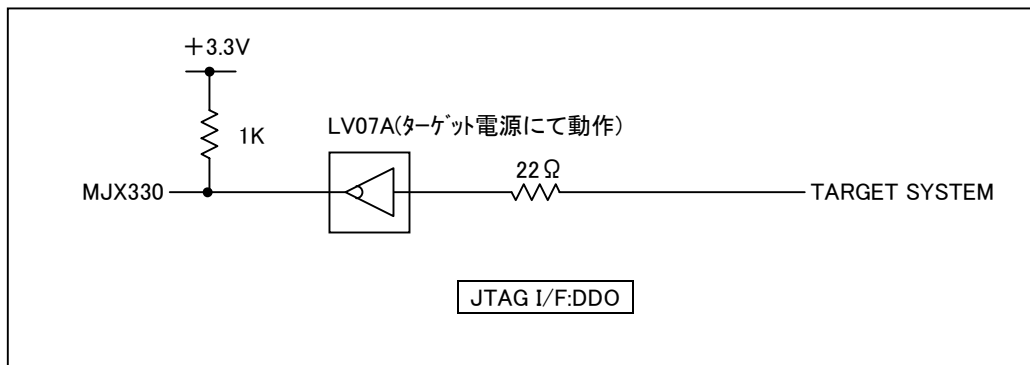 +3.3V
1K
LV07A(ﾀｰｹﾞｯﾄ電源にて動作)
22Ω
MJX330
TARGET SYSTEM
JTAG I/F:DDO